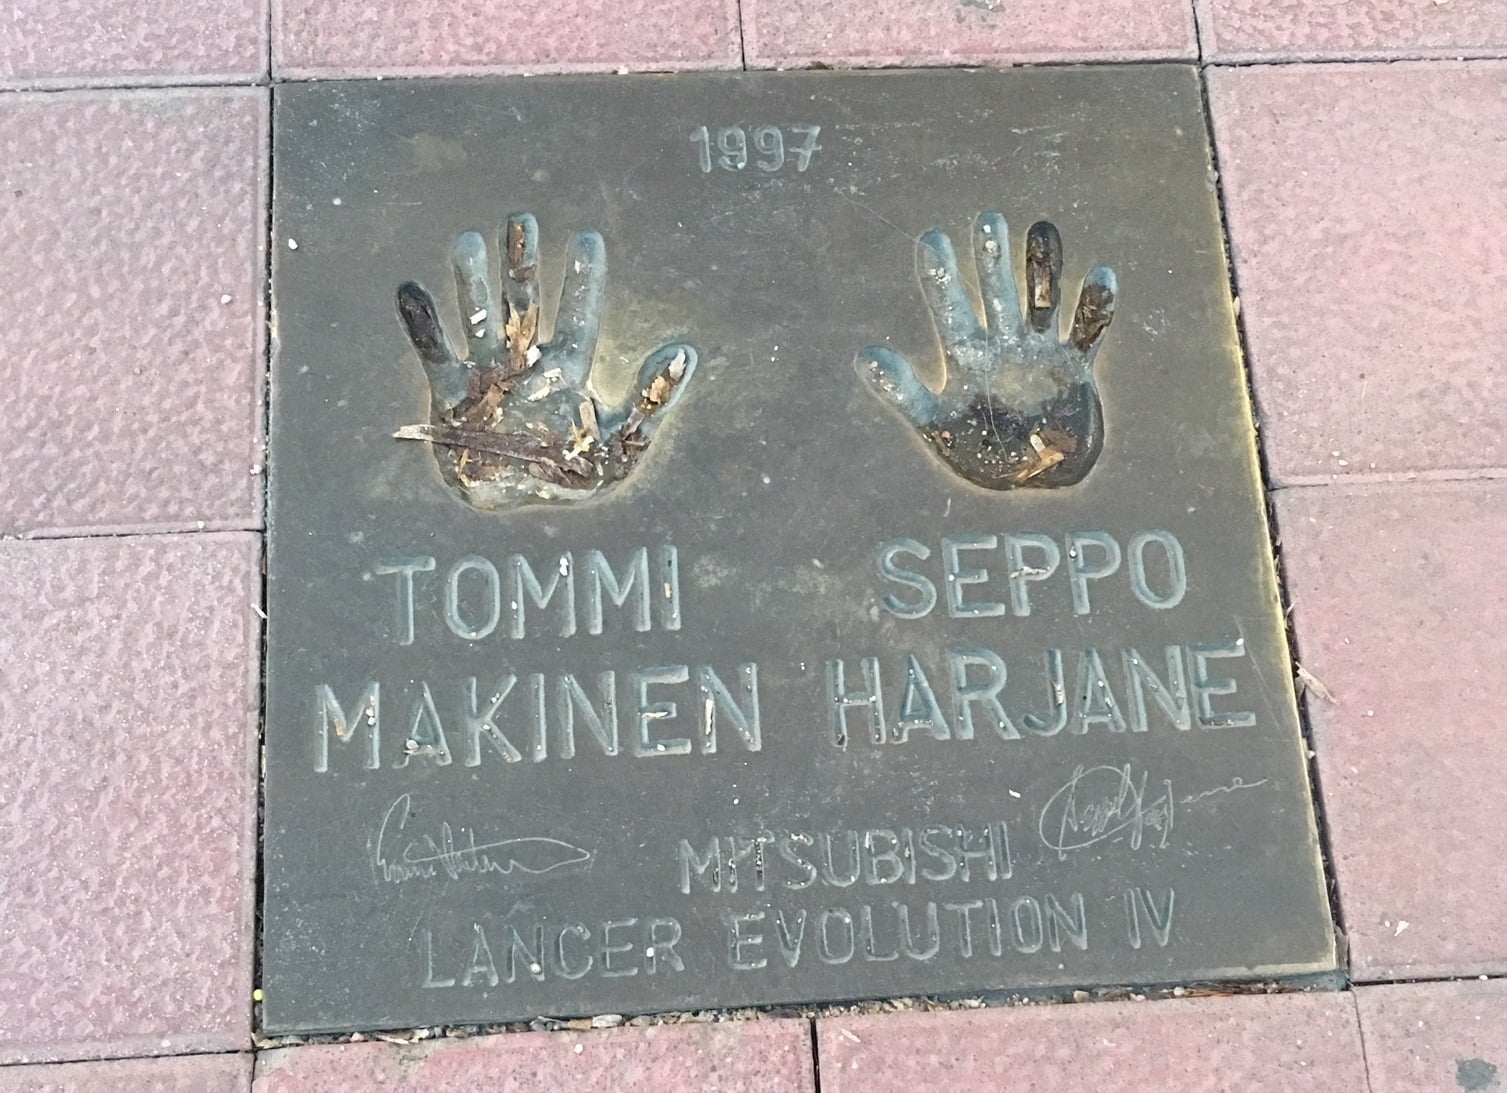 1997
TOMMI SEPPO
MAKINEN HARJANE
MITSUBISHI
LANCER EVOLUTION IV